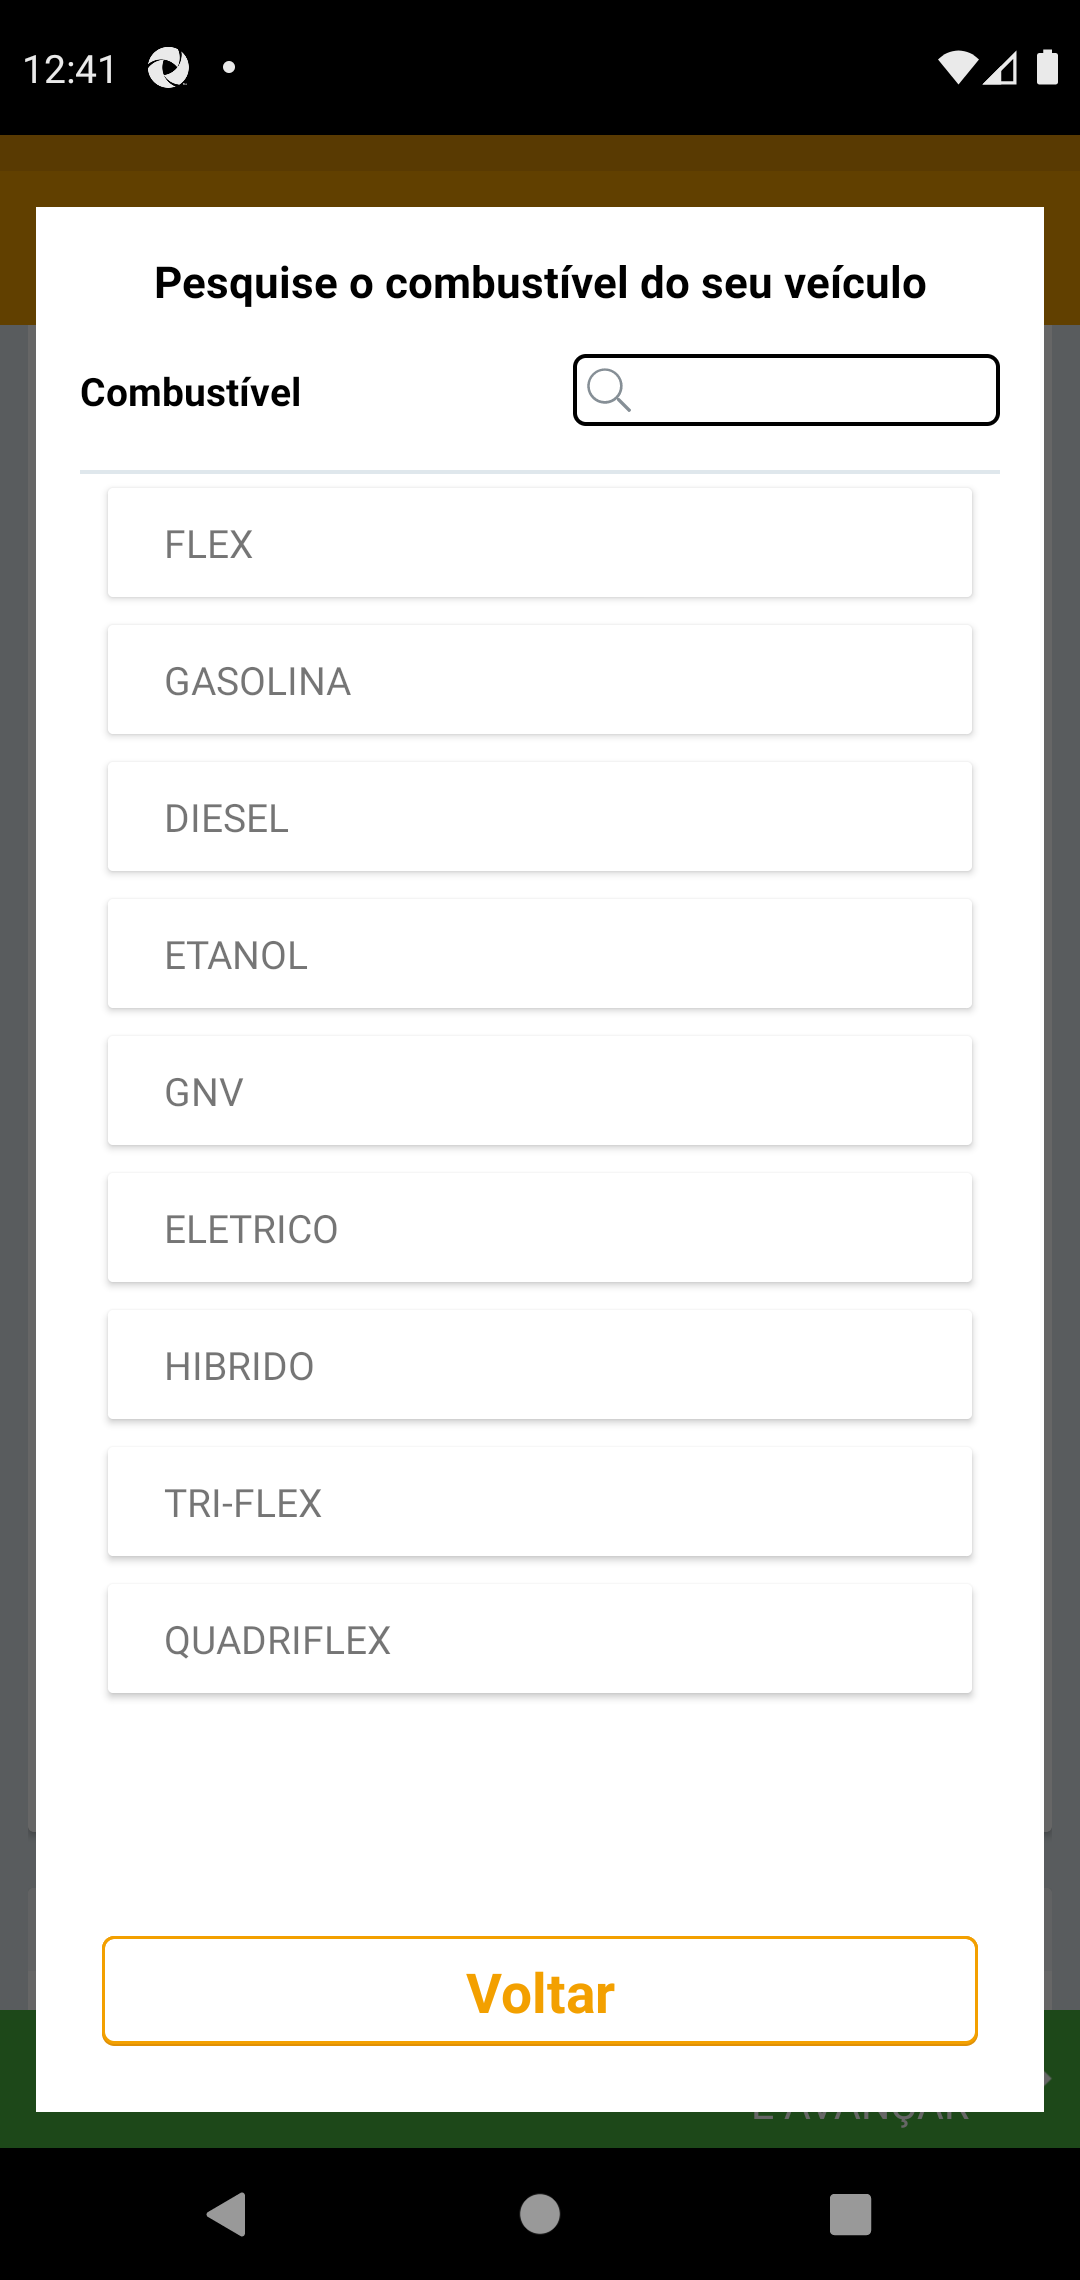 12:41
Pesquise o combustível do seu veículo
Combustível
FLEX
GASOLINA
DIESEL
ETANOL
GNV
ELETRICO
HIBRIDO
TRI-FLEX
QUADRIFLEX
Voltar
E AVANÇAR